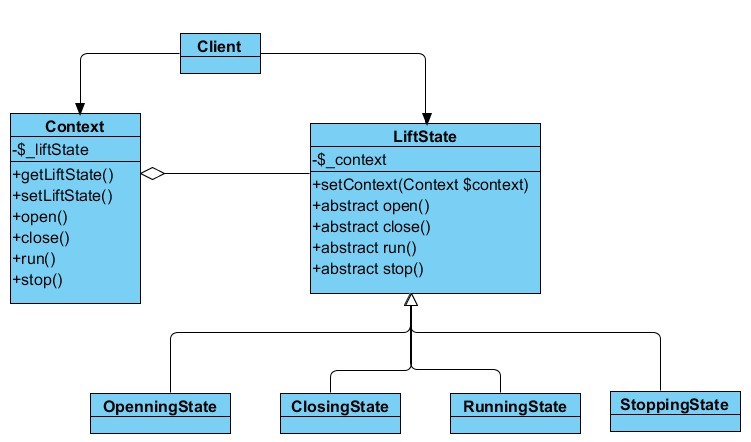 Client
Context
-$_liftState
+getLiftState()
+setLiftState()
+open()
+close()
+run()
+stop()
LiftState
-$_context
+setContext(Context $context)
+abstract open()
+abstract close()
+abstract run()
+abstract stop()
OpenningState
ClosingState
RunningState
StoppingState